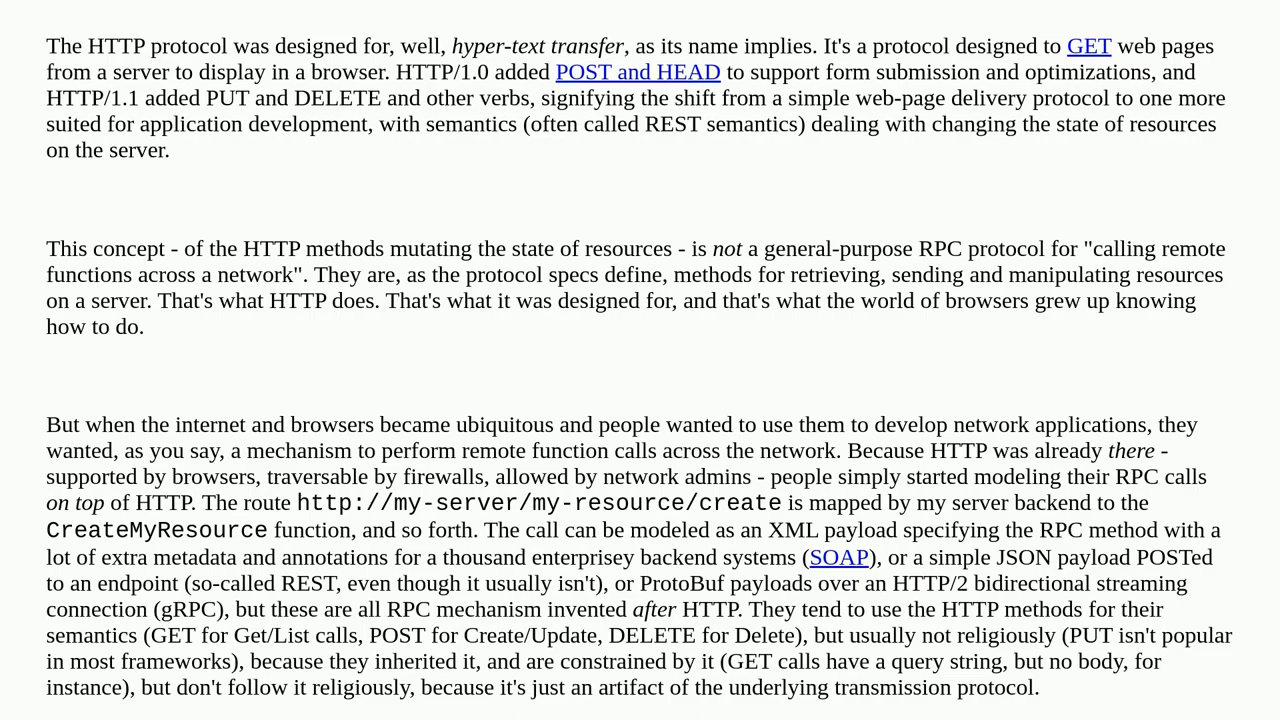 The HTTP protocol was designed for, well, hyper-text transfer, as its name implies. It's a protocol designed to GET web pages
from a server to display in a browser. HTTP/1.0 added POST and HEAD to support form submission and optimizations, and
HTTP/1.1 added PUT and DELETE and other verbs, signifying the shift from a simple web-page delivery protocol to one more
suited for application development, with semantics (often called REST semantics) dealing with changing the state of resources
on the server.
This concept - of the HTTP methods mutating the state of resources - is not a general-purpose RPC protocol for "calling remote
functions across a network". They are, as the protocol specs define, methods for retrieving, sending and manipulating resources
on a server. That's what HTTP does. That's what it was designed for, and that's what the world of browsers grew up knowing
how to do.
But when the internet and browsers became ubiquitous and people wanted to use them to develop network applications, they
wanted, as you say, a mechanism to perform remote function calls across the network. Because HTTP was already there -
supported by browsers, traversable by firewalls, allowed by network admins - people simply started modeling their RPC calls
on top of HTTP. The route http://my-server/my-resource/create is mapped by my server backend to the
CreateMyResource function, and so forth. The call can be modeled as an XML payload specifying the RPC method with a
lot of extra metadata and annotations for a thousand enterprisey backend systems (SOAP), or a simple JSON payload POSTed
to an endpoint (so-called REST, even though it usually isn't), or ProtoBuf payloads over an HTTP/2 bidirectional streaming
connection (gRPC), but these are all RPC mechanism invented after HTTP. They tend to use the HTTP methods for their
semantics (GET for Get/List calls, POST for Create/Update, DELETE for Delete), but usually not religiously (PUT isn't popular
in most frameworks), because they inherited it, and are constrained by it (GET calls have a query string, but no body, for
instance), but don't follow it religiously, because it's just an artifact of the underlying transmission protocol.